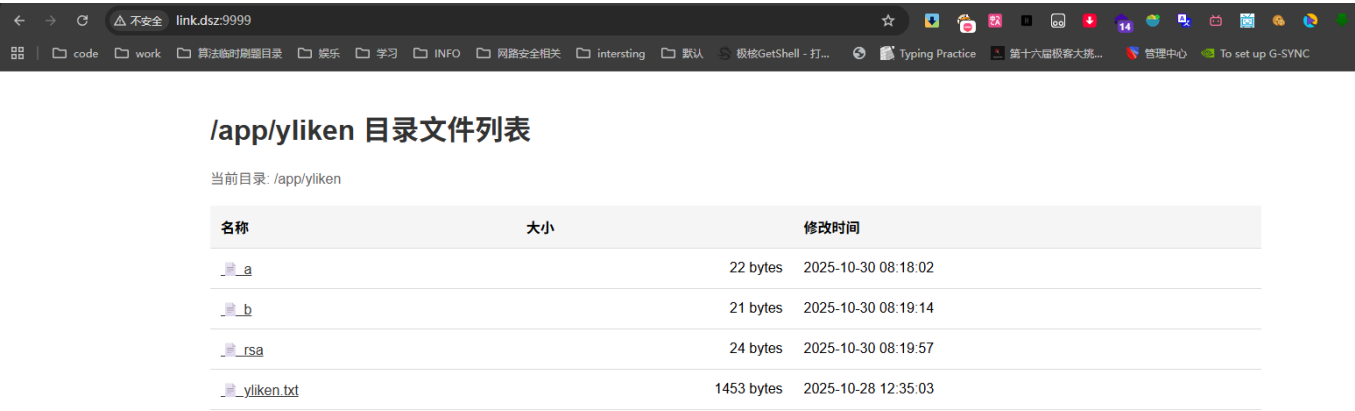 不安全 link.dsz:9999
14
code work 算法临时刷题目录 娱乐 学习 INFO 网路安全相关 intersting 默认 极核GetShell - 打... Typing Practice 第十六届极客大挑... 管理中心 To set up G-SYNC
/app/yliken 目录文件列表
当前目录: /app/yliken
名称 大小 修改时间
a 22 bytes 2025-10-30 08:18:02
b 21 bytes 2025-10-30 08:19:14
rsa 24 bytes 2025-10-30 08:19:57
yliken.txt 1453 bytes 2025-10-28 12:35:03